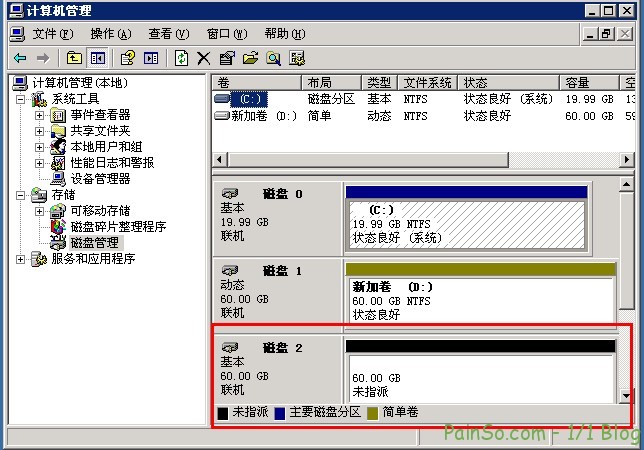 计算机管理
文件(F) 操作(A) 查看(V) 窗口(W) 帮助(H)
计算机管理(本地)
系统工具
事件查看器
共享文件夹
本地用户和组
性能日志和警报
设备管理器
存储
可移动存储
磁盘碎片整理程序
磁盘管理
服务和应用程序
卷 布局 类型 文件系统 状态 容量 空
(C:) 磁盘分区 基本 NTFS 状态良好 (系统) 19.99 GB 13
新加卷 (D:) 简单 动态 NTFS 状态良好 60.00 GB 59
磁盘 0
基本
19.99 GB
联机
(C:)
19.99 GB NTFS
状态良好 (系统)
磁盘 1
动态
60.00 GB
联机
新加卷 (D:)
60.00 GB NTFS
状态良好
磁盘 2
基本
60.00 GB
联机
60.00 GB
未指派
未指派 主要磁盘分区 简单卷
PainSo.com - 1/1 Blog